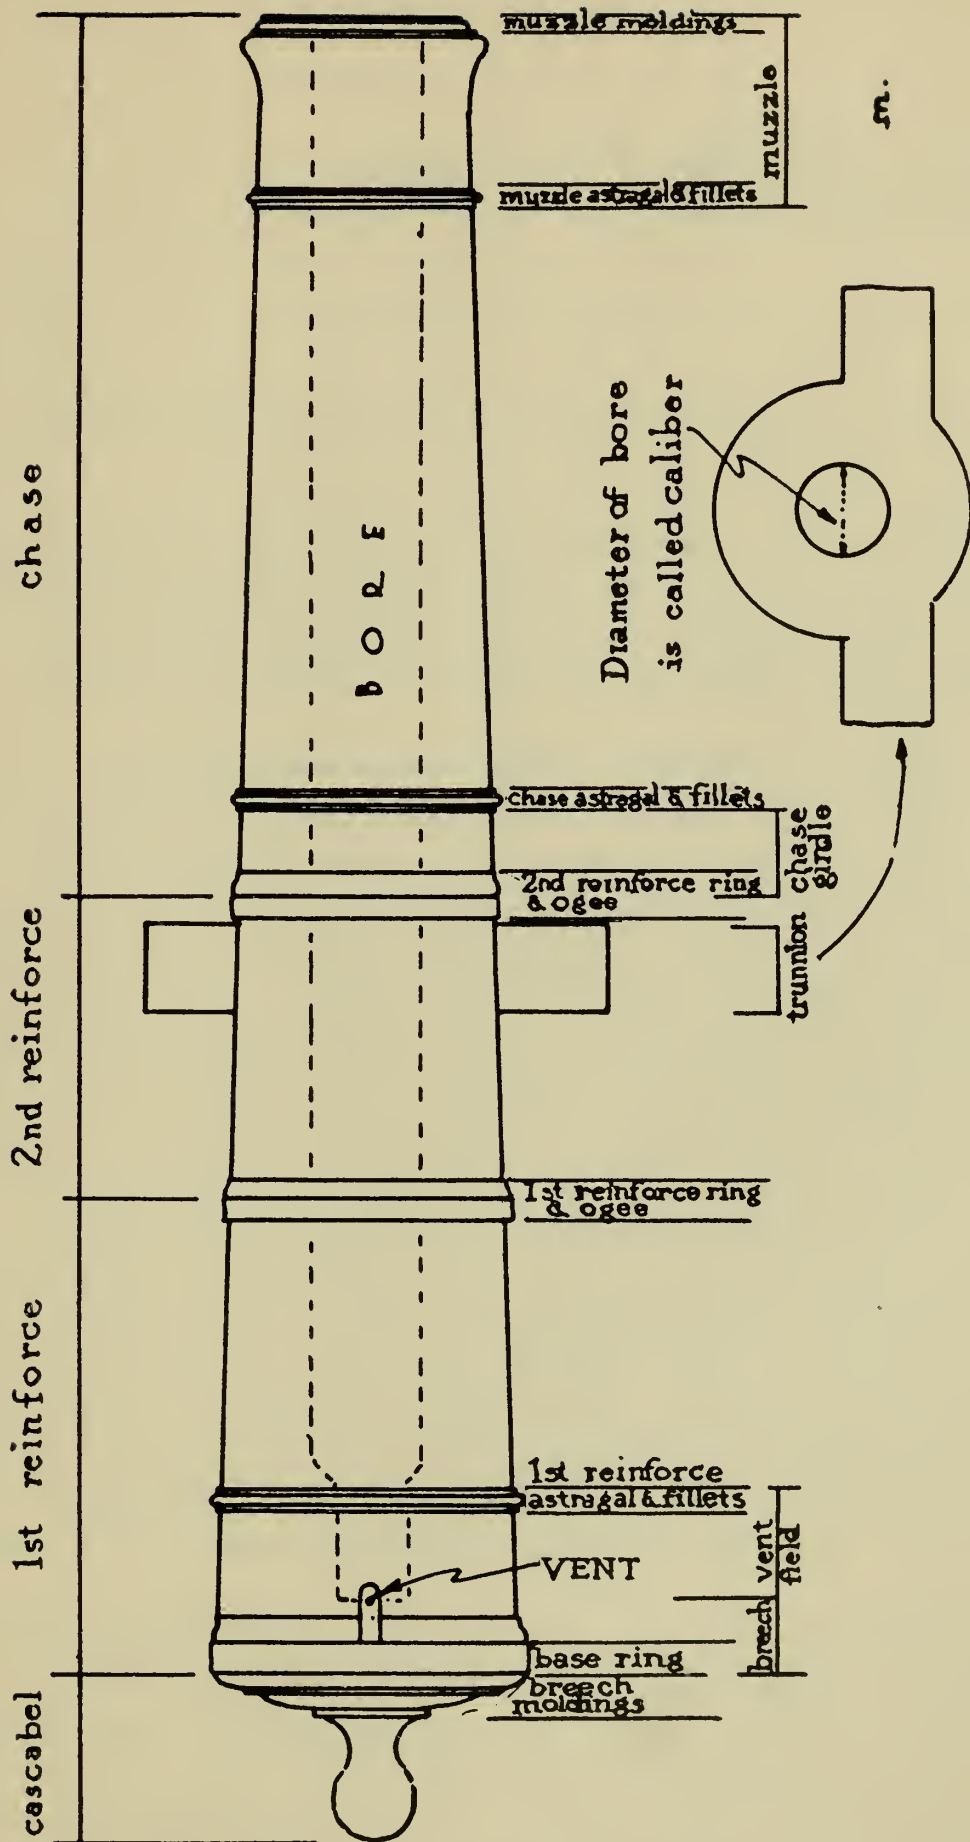 muzzle moldings
muzzle
m.
muzzle astragal & fillets
chase
Diameter of bore
is called caliber
BORE
chase astragal & fillets
chase
girdle
2nd reinforce ring
& ogee
trunnion
2nd reinforce
1st reinforce ring
& ogee
1st reinforce
1st reinforce
astragal & fillets
vent
field
VENT
breech
base ring
breech
moldings
cascabel